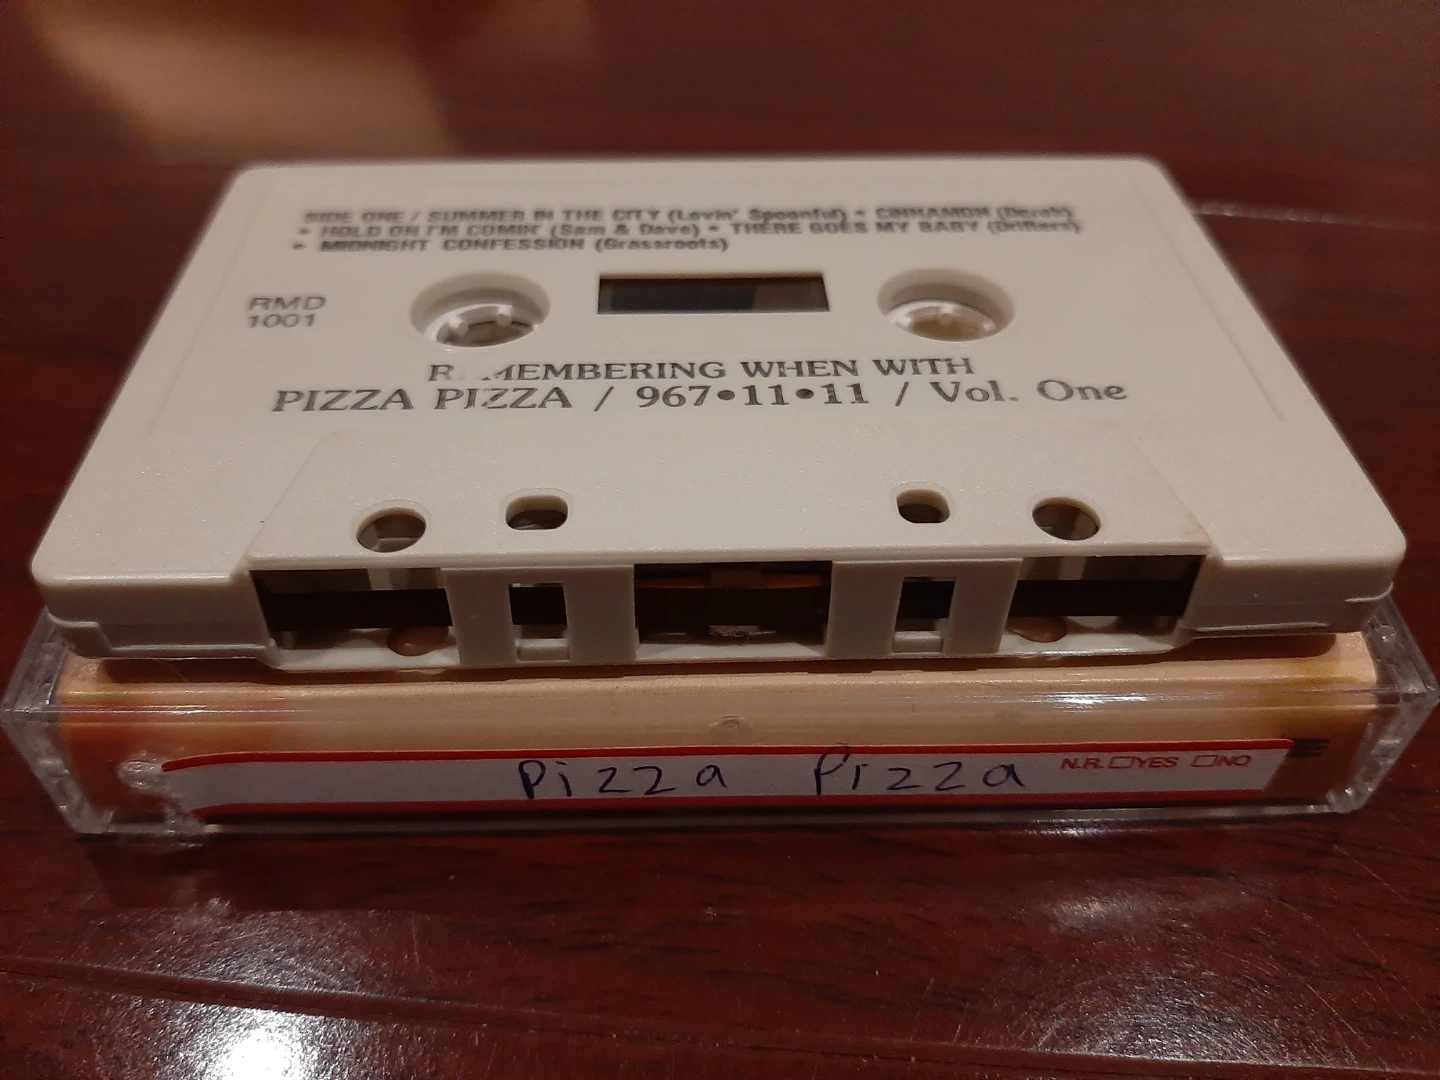 SIDE ONE / SUMMER IN THE CITY (Lovin' Spoonful) • CINNAMON (Derek)
• HOLD ON I'M COMIN' (Sam & Dave) • THERE GOES MY BABY (Drifters)
• MIDNIGHT CONFESSION (Grassroots)
RMD
1001
R MEMBERING WHEN WITH
PIZZA PIZZA / 967•11•11 / Vol. One
Pizza Pizza
N.R. □YES □NO